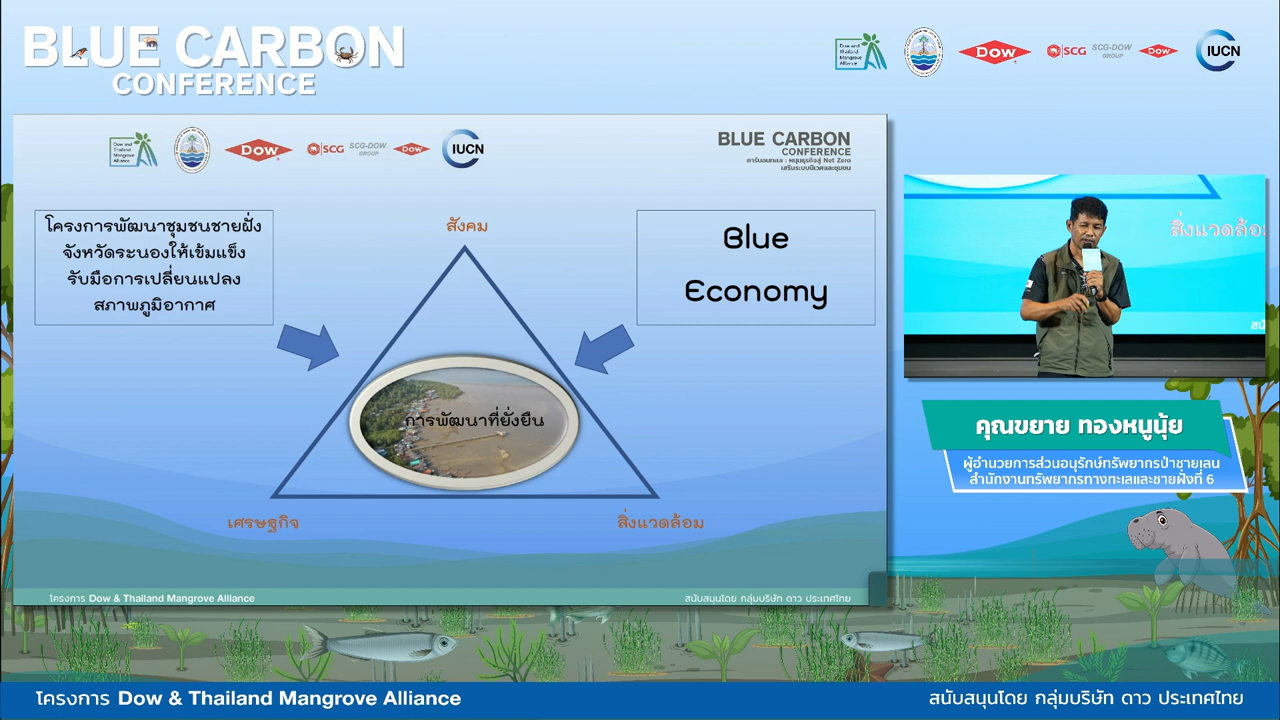 BLUE CARBON
CONFERENCE
Dow and
Thailand
Mangrove
Alliance
DOW
SCG
SCG-DOW
GROUP
DOW
IUCN
Dow and
Thailand
Mangrove
Alliance
DOW
SCG
SCG-DOW
GROUP
DOW
IUCN
BLUE CARBON
CONFERENCE
คาร์บอนทะเล : หนุนธุรกิจสู่ Net Zero
เสริมระบบนิเวศและชุมชน
โครงการพัฒนาชุมชนชายฝั่ง
จังหวัดระนองให้เข้มแข็ง
รับมือการเปลี่ยนแปลง
สภาพภูมิอากาศ
สังคม
Blue
Economy
การพัฒนาที่ยั่งยืน
เศรษฐกิจ
สิ่งแวดล้อม
โครงการ Dow & Thailand Mangrove Alliance
สนับสนุนโดย กลุ่มบริษัท ดาว ประเทศไทย
สิ่งแวดล้อ
สนั
คุณขยาย ทองหนูนุ้ย
ผู้อำนวยการส่วนอนุรักษ์ทรัพยากรป่าชายเลน
สำนักงานทรัพยากรทางทะเลและชายฝั่งที่ 6
โครงการ Dow & Thailand Mangrove Alliance
สนับสนุนโดย กลุ่มบริษัท ดาว ประเทศไทย